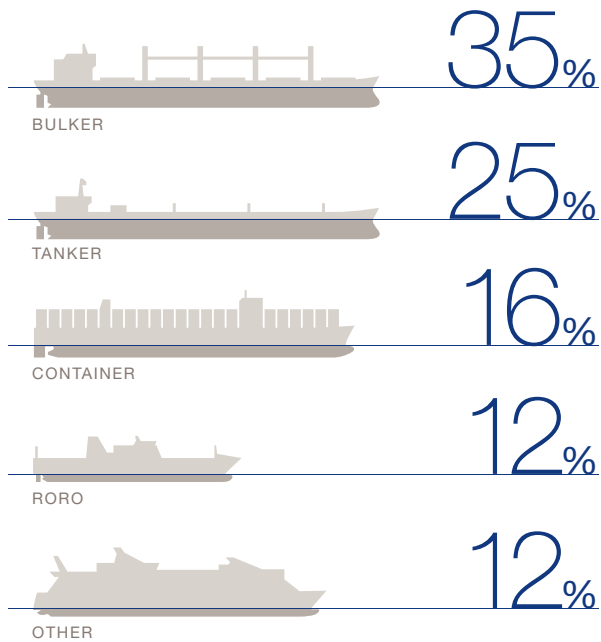 35%
BULKER
25%
TANKER
16%
CONTAINER
12%
RORO
12%
OTHER